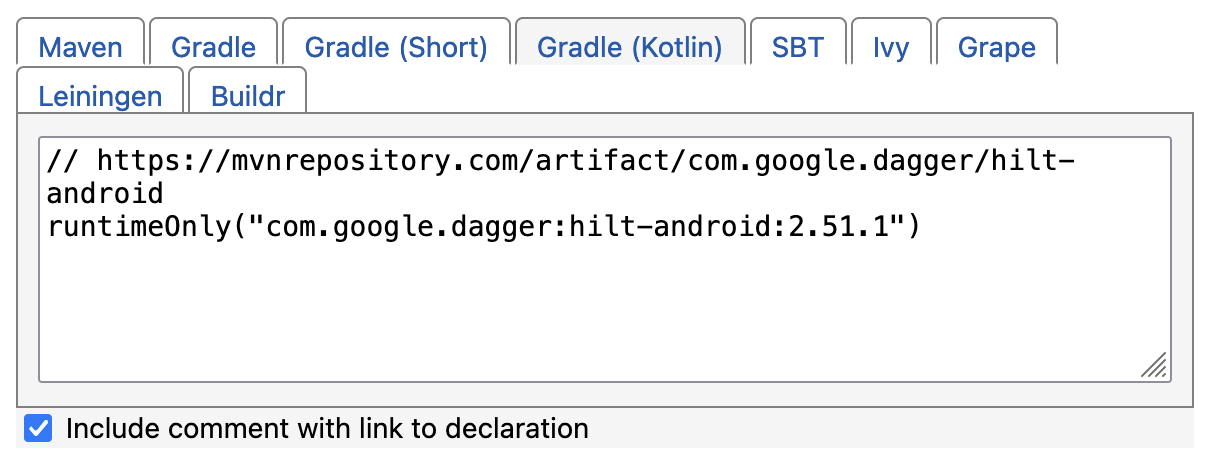 Maven Gradle Gradle (Short) Gradle (Kotlin) SBT Ivy Grape
Leiningen Buildr
// https://mvnrepository.com/artifact/com.google.dagger/hilt-
android
runtimeOnly("com.google.dagger:hilt-android:2.51.1")
Include comment with link to declaration